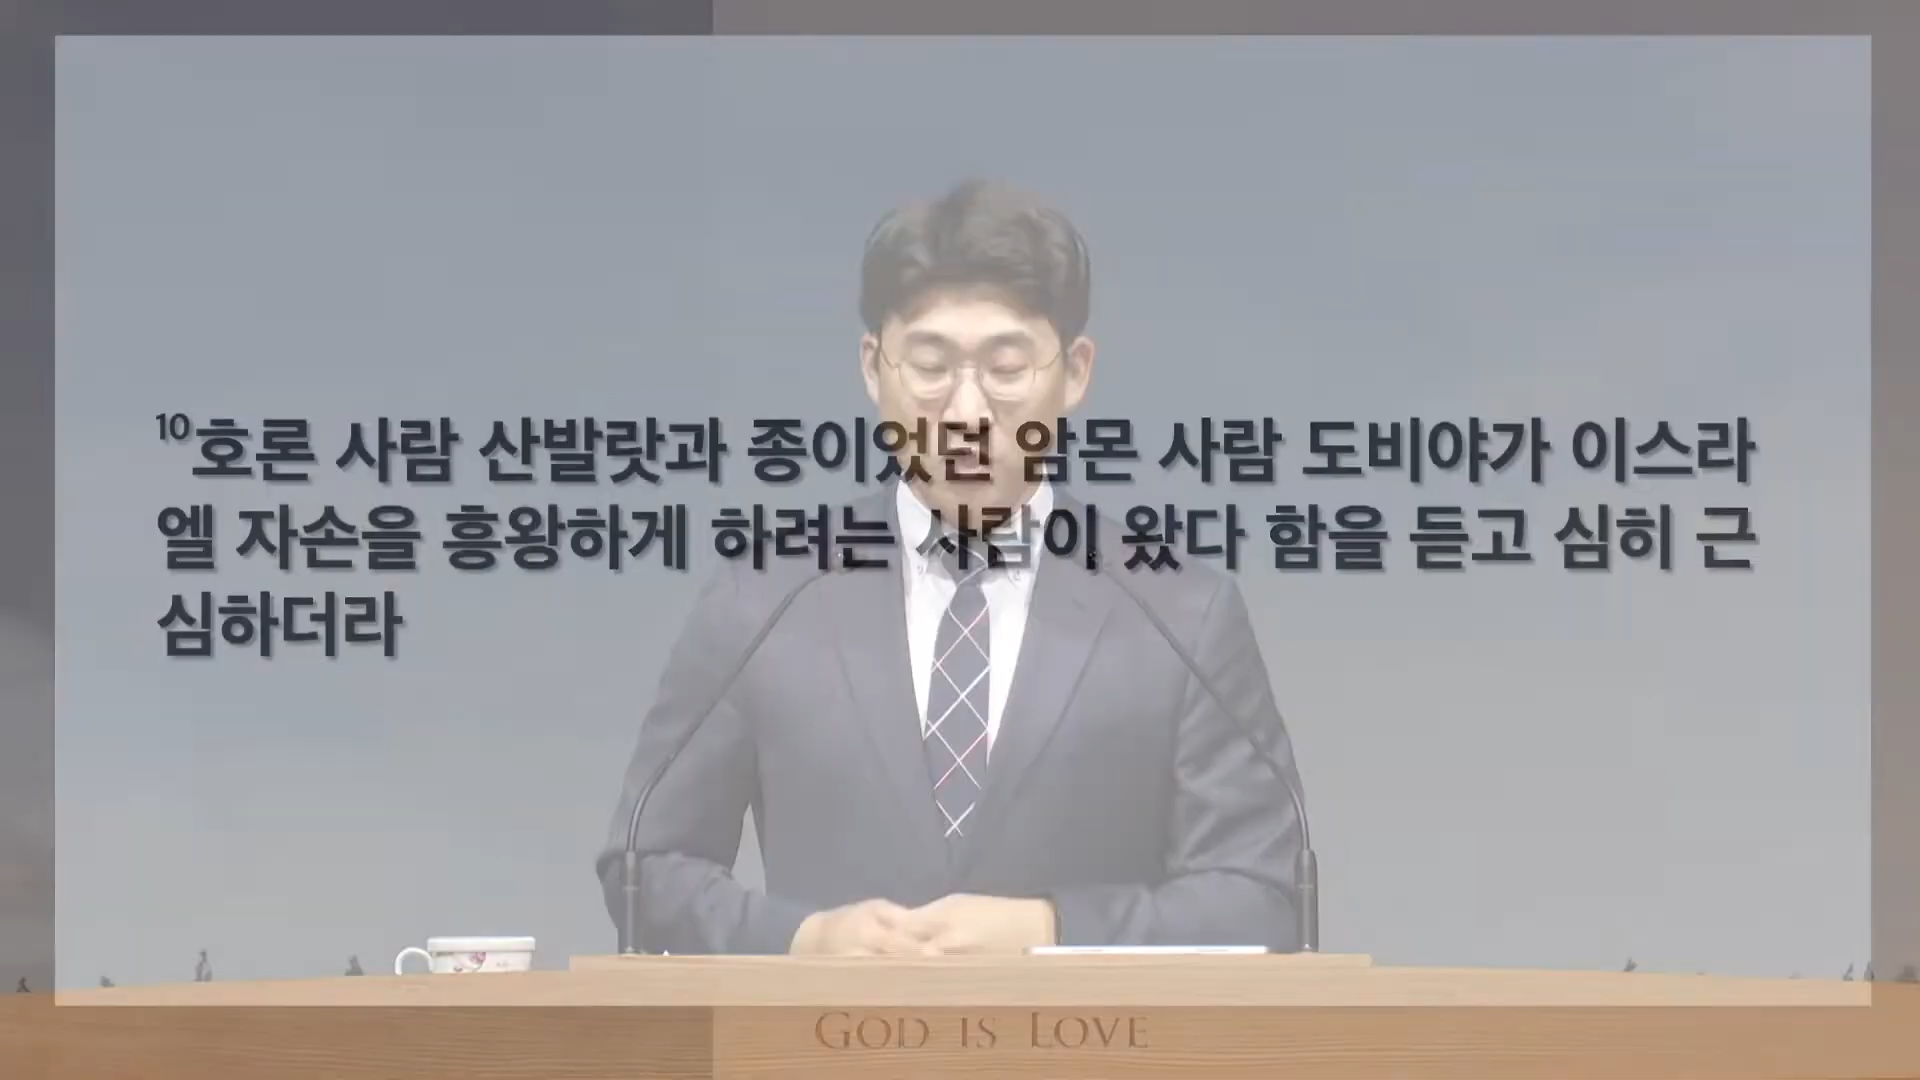 10호론 사람 산발랏과 종이었던 암몬 사람 도비야가 이스라
엘 자손을 흥왕하게 하려는 사람이 왔다 함을 듣고 심히 근
심하더라
GOD IS LOVE